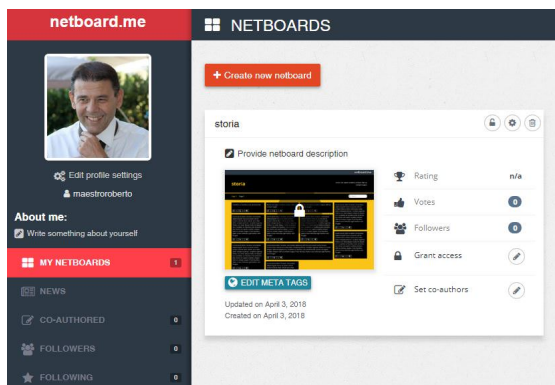 netboard.me
NETBOARDS
+ Create new netboard
storia
Provide netboard description
Edit profile settings
maestroroberto
About me:
Write something about yourself
MY NETBOARDS 1
NEWS
CO-AUTHORED 0
FOLLOWERS 0
FOLLOWING 0
storia
Rating n/a
Votes 0
Followers 0
Grant access
Set co-authors
EDIT META TAGS
Updated on April 3, 2018
Created on April 3, 2018